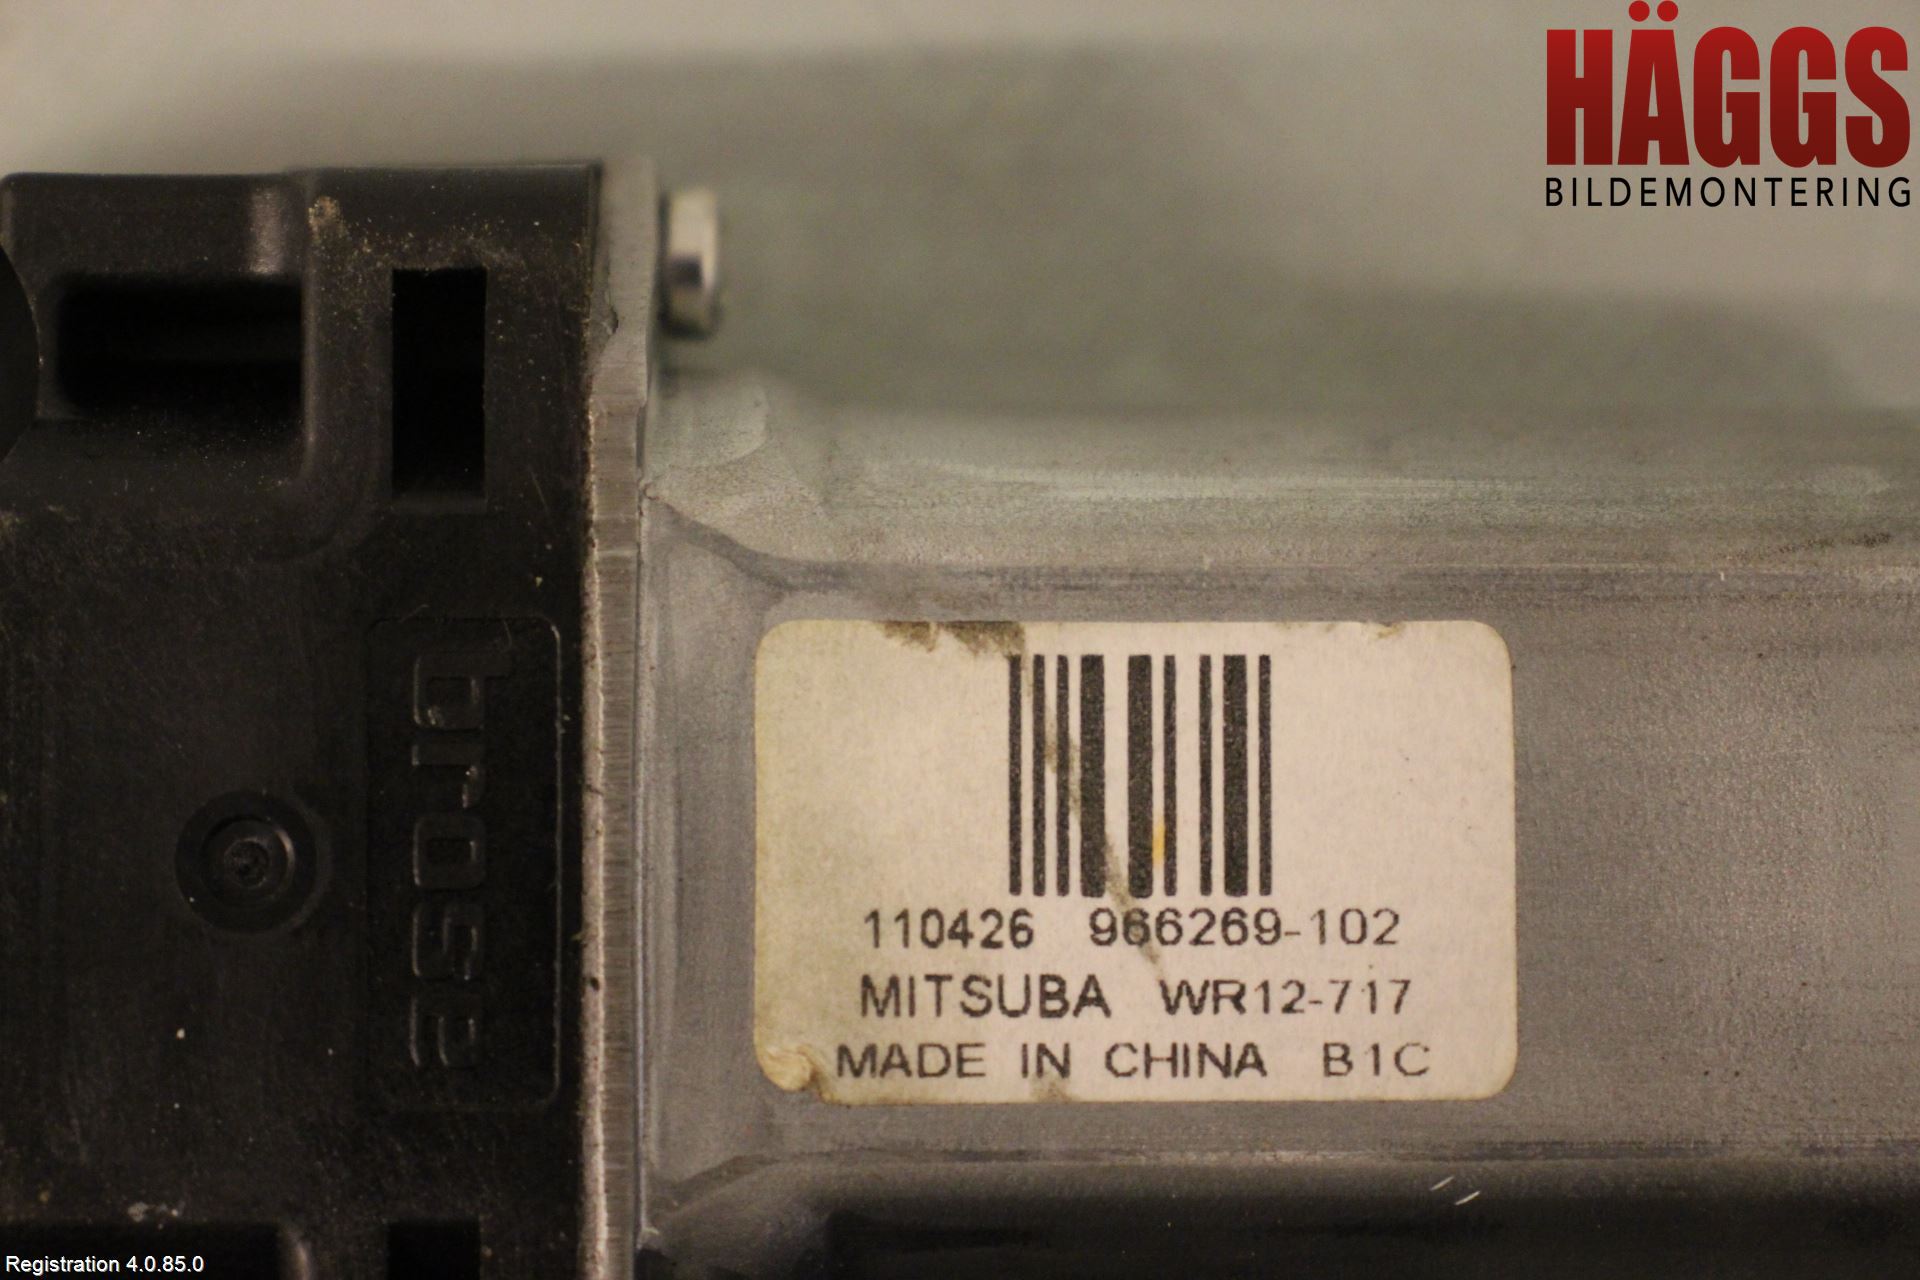 HÄGGS
BILDEMONTERING
brose
110426 966269-102
MITSUBA WR12-717
MADE IN CHINA B1C
Registration 4.0.85.0